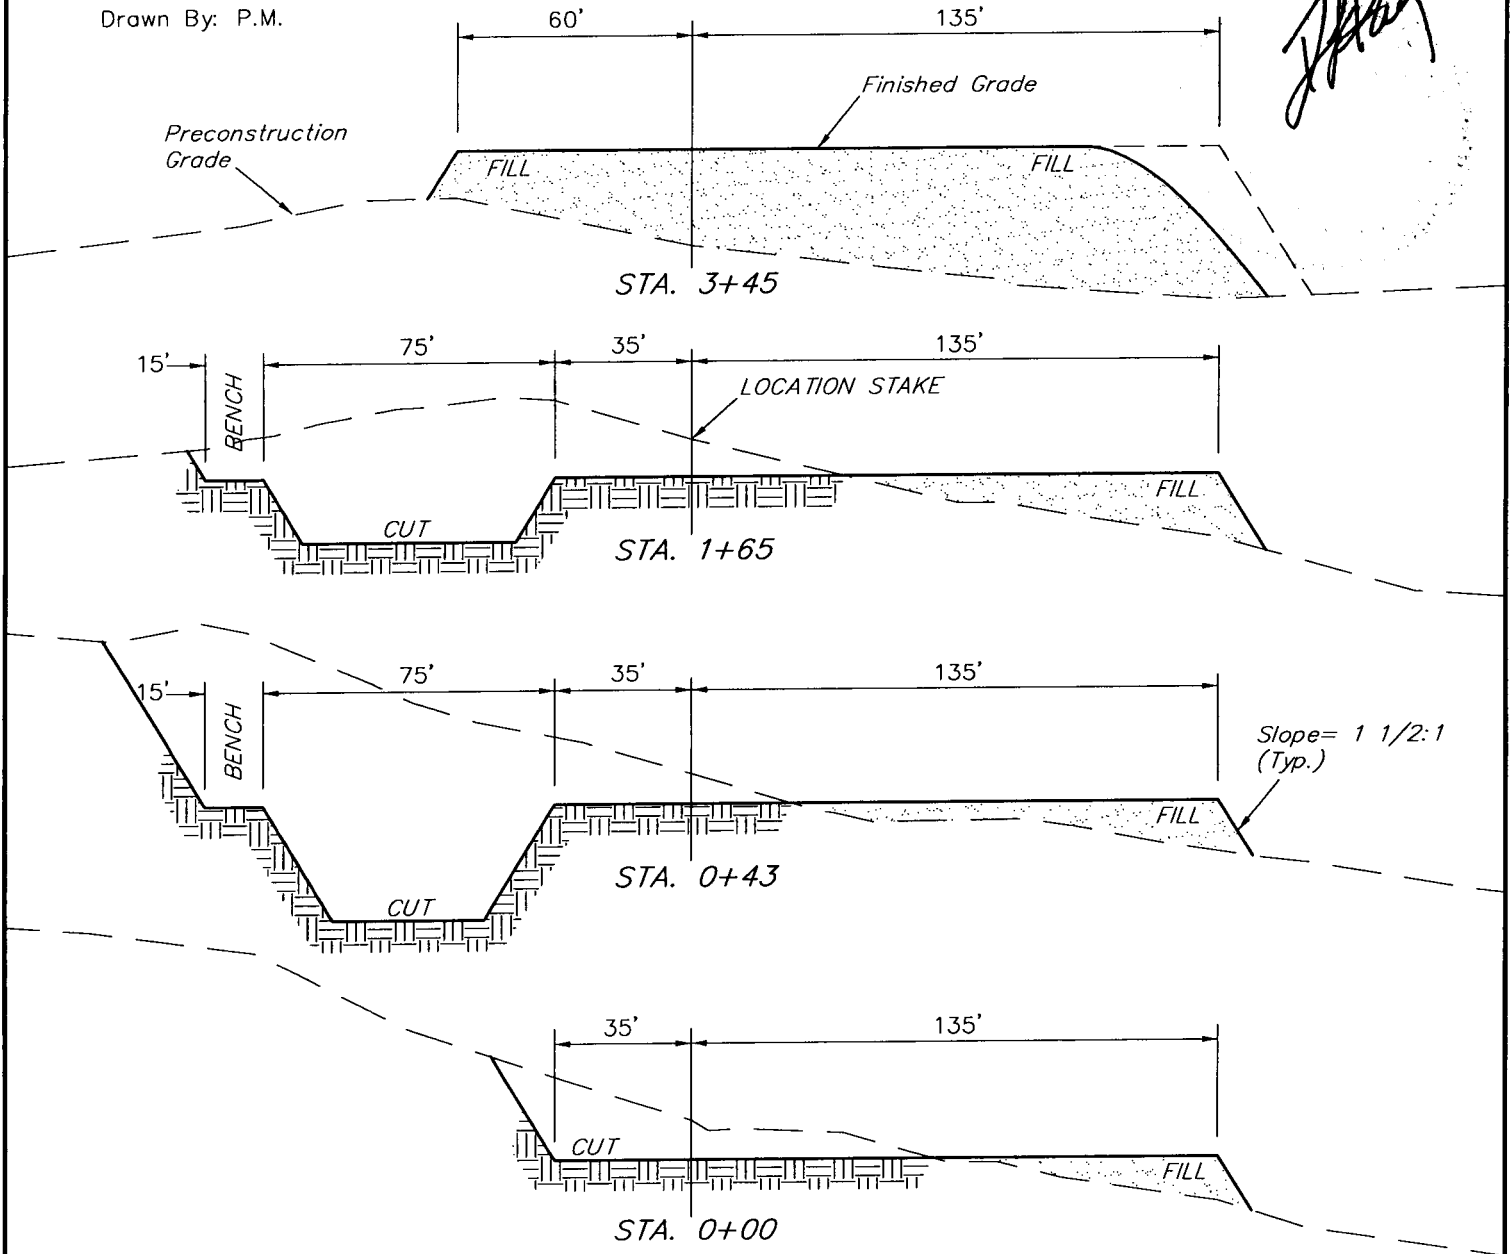 Drawn By: P.M.
60' 135'
Finished Grade
Preconstruction
Grade
FILL FILL
STA. 3+45
15' 75' 35' 135'
BENCH
LOCATION STAKE
CUT
FILL
STA. 1+65
15' 75' 35' 135'
BENCH
Slope= 1 1/2:1
(Typ.)
CUT
FILL
STA. 0+43
35' 135'
CUT
FILL
STA. 0+00